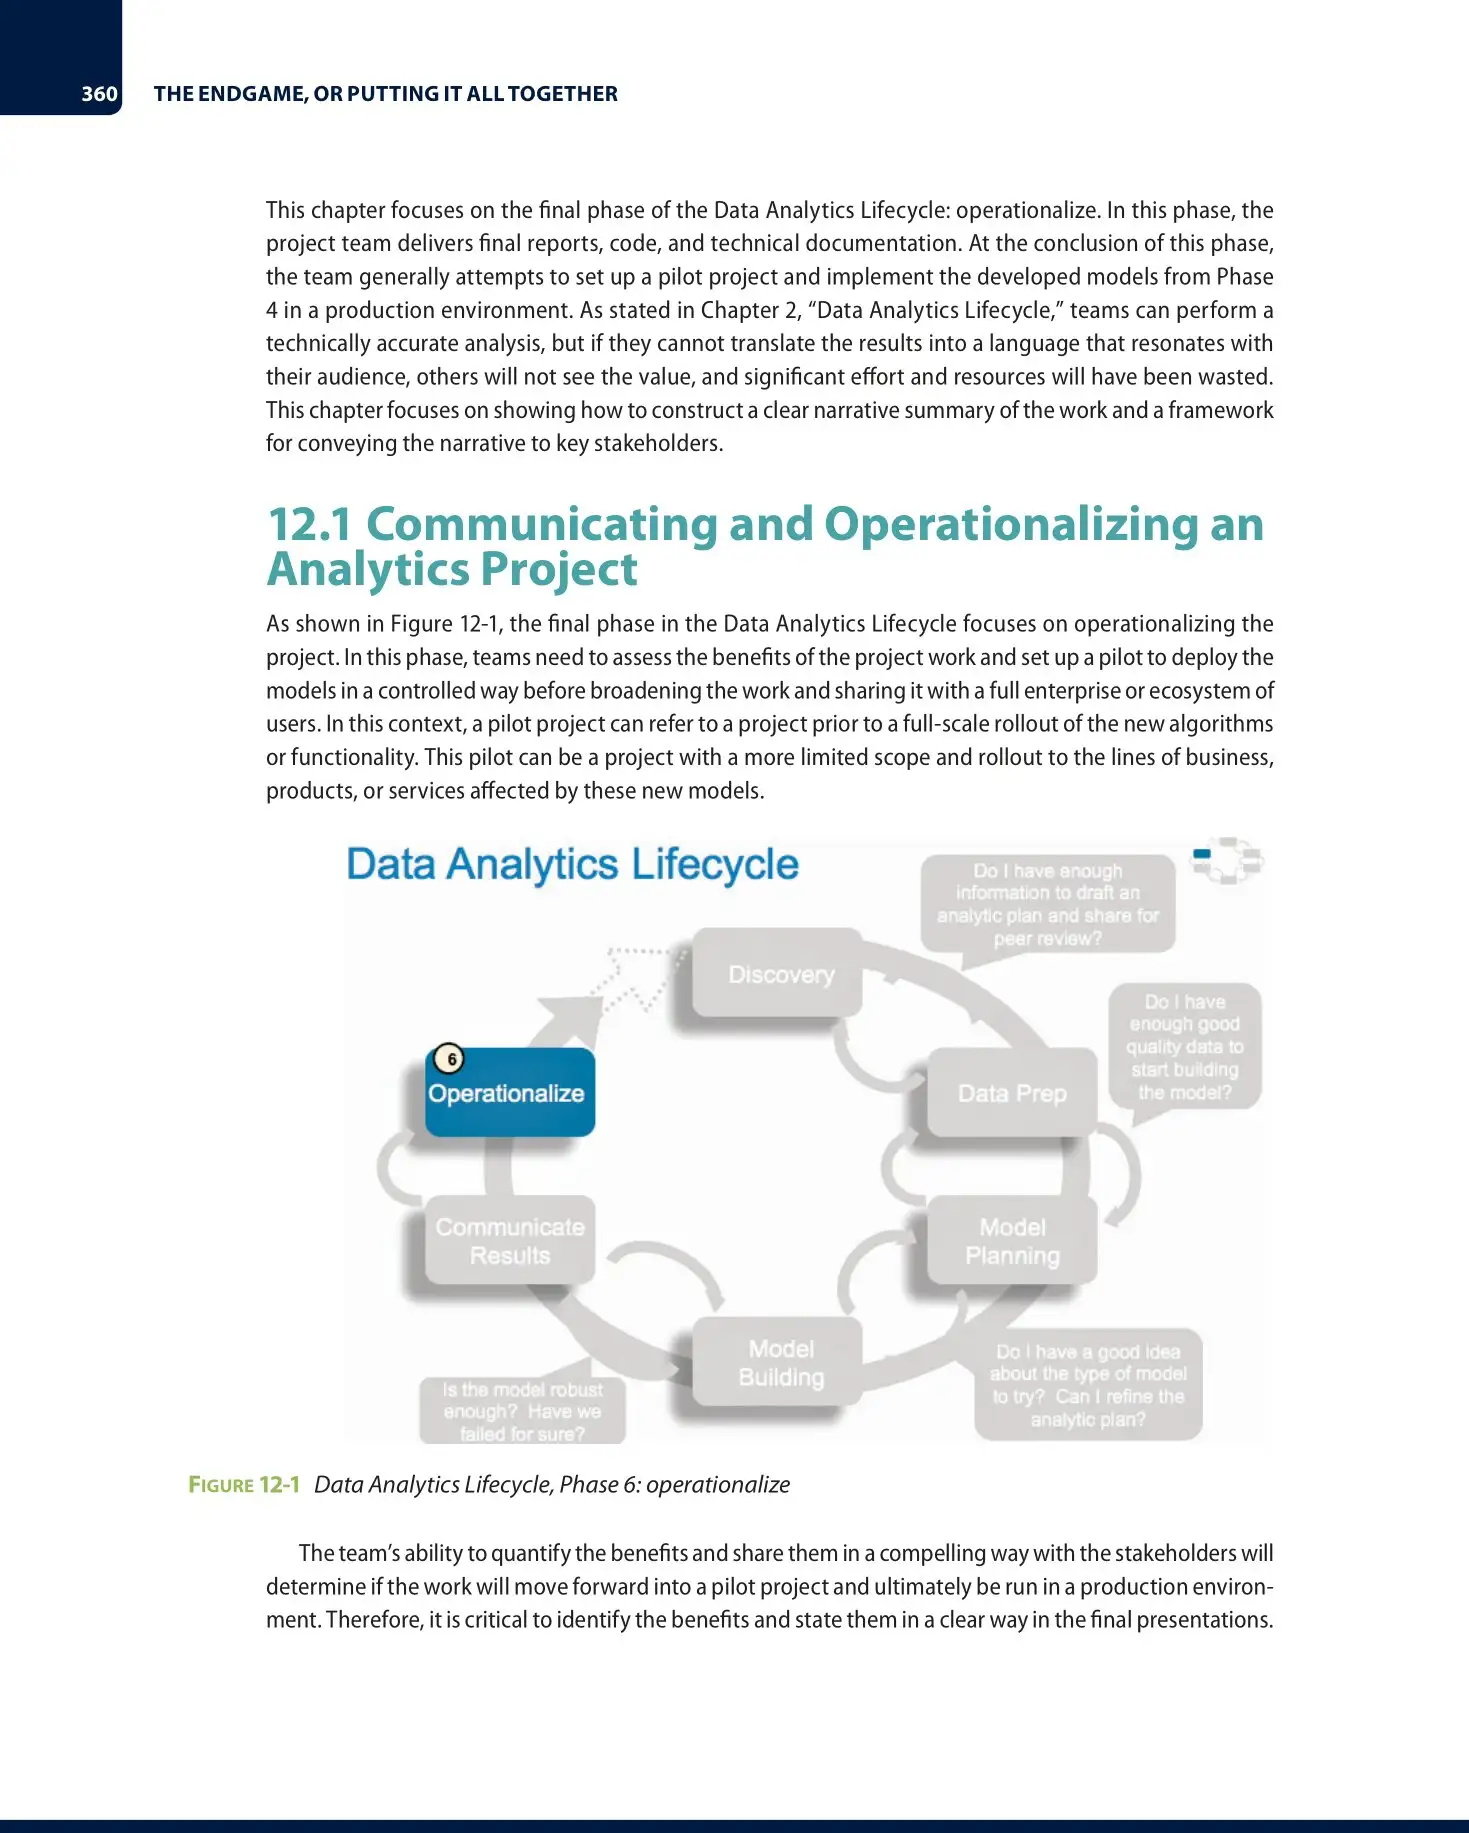 360 THE ENDGAME, OR PUTTING IT ALL TOGETHER
This chapter focuses on the final phase of the Data Analytics Lifecycle: operationalize. In this phase, the
project team delivers final reports, code, and technical documentation. At the conclusion of this phase,
the team generally attempts to set up a pilot project and implement the developed models from Phase
4 in a production environment. As stated in Chapter 2, “Data Analytics Lifecycle,” teams can perform a
technically accurate analysis, but if they cannot translate the results into a language that resonates with
their audience, others will not see the value, and significant effort and resources will have been wasted.
This chapter focuses on showing how to construct a clear narrative summary of the work and a framework
for conveying the narrative to key stakeholders.
12.1 Communicating and Operationalizing an
Analytics Project
As shown in Figure 12-1, the final phase in the Data Analytics Lifecycle focuses on operationalizing the
project. In this phase, teams need to assess the benefits of the project work and set up a pilot to deploy the
models in a controlled way before broadening the work and sharing it with a full enterprise or ecosystem of
users. In this context, a pilot project can refer to a project prior to a full-scale rollout of the new algorithms
or functionality. This pilot can be a project with a more limited scope and rollout to the lines of business,
products, or services affected by these new models.
Data Analytics Lifecycle
Do I have enough
information to draft an
analytic plan and share for
peer review?
Discovery
Do I have
enough good
quality data to
start building
the model?
6
Operationalize
Data Prep
Communicate
Results
Model
Planning
Model
Building
Do I have a good idea
about the type of model
to try? Can I refine the
analytic plan?
Is the model robust
enough? Have we
failed for sure?
FIGURE 12-1 Data Analytics Lifecycle, Phase 6: operationalize
The team’s ability to quantify the benefits and share them in a compelling way with the stakeholders will
determine if the work will move forward into a pilot project and ultimately be run in a production environ-
ment. Therefore, it is critical to identify the benefits and state them in a clear way in the final presentations.